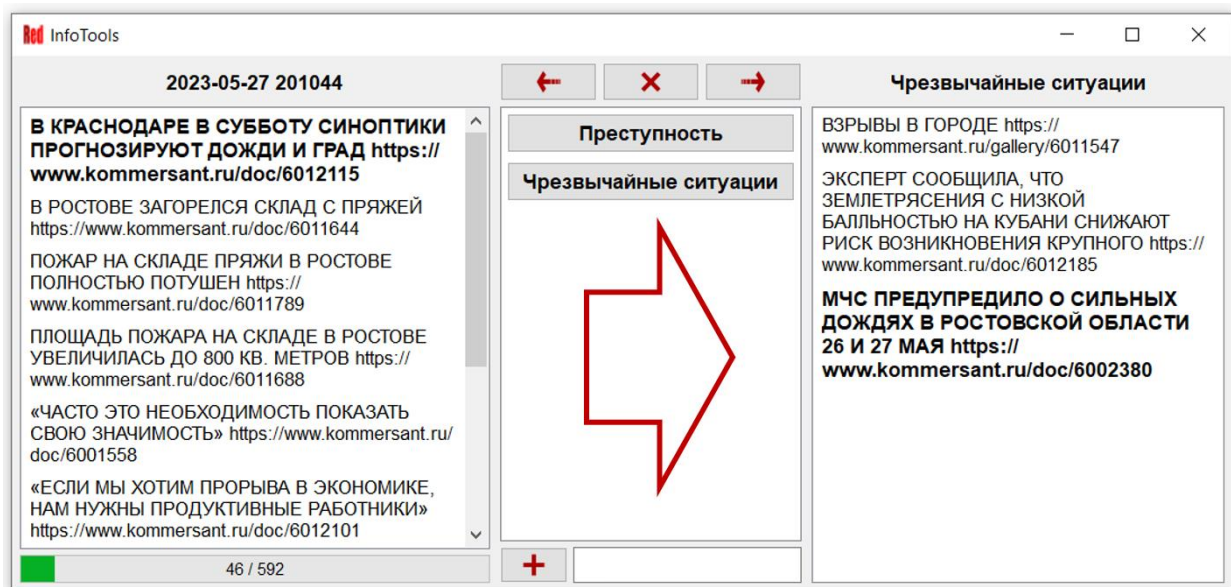 Red InfoTools
2023-05-27 201044
Чрезвычайные ситуации
В КРАСНОДАРЕ В СУББОТУ СИНОПТИКИ
ПРОГНОЗИРУЮТ ДОЖДИ И ГРАД https://
www.kommersant.ru/doc/6012115
В РОСТОВЕ ЗАГОРЕЛСЯ СКЛАД С ПРЯЖЕЙ
https://www.kommersant.ru/doc/6011644
ПОЖАР НА СКЛАДЕ ПРЯЖИ В РОСТОВЕ
ПОЛНОСТЬЮ ПОТУШЕН https://
www.kommersant.ru/doc/6011789
ПЛОЩАДЬ ПОЖАРА НА СКЛАДЕ В РОСТОВЕ
УВЕЛИЧИЛАСЬ ДО 800 КВ. МЕТРОВ https://
www.kommersant.ru/doc/6011688
«ЧАСТО ЭТО НЕОБХОДИМОСТЬ ПОКАЗАТЬ
СВОЮ ЗНАЧИМОСТЬ» https://www.kommersant.ru/
doc/6001558
«ЕСЛИ МЫ ХОТИМ ПРОРЫВА В ЭКОНОМИКЕ,
НАМ НУЖНЫ ПРОДУКТИВНЫЕ РАБОТНИКИ»
https://www.kommersant.ru/doc/6012101
46 / 592
Преступность
Чрезвычайные ситуации
ВЗРЫВЫ В ГОРОДЕ https://
www.kommersant.ru/gallery/6011547
ЭКСПЕРТ СООБЩИЛА, ЧТО
ЗЕМЛЕТРЯСЕНИЯ С НИЗКОЙ
БАЛЛЬНОСТЬЮ НА КУБАНИ СНИЖАЮТ
РИСК ВОЗНИКНОВЕНИЯ КРУПНОГО https://
www.kommersant.ru/doc/6012185
МЧС ПРЕДУПРЕДИЛО О СИЛЬНЫХ
ДОЖДЯХ В РОСТОВСКОЙ ОБЛАСТИ
26 И 27 МАЯ https://
www.kommersant.ru/doc/6002380